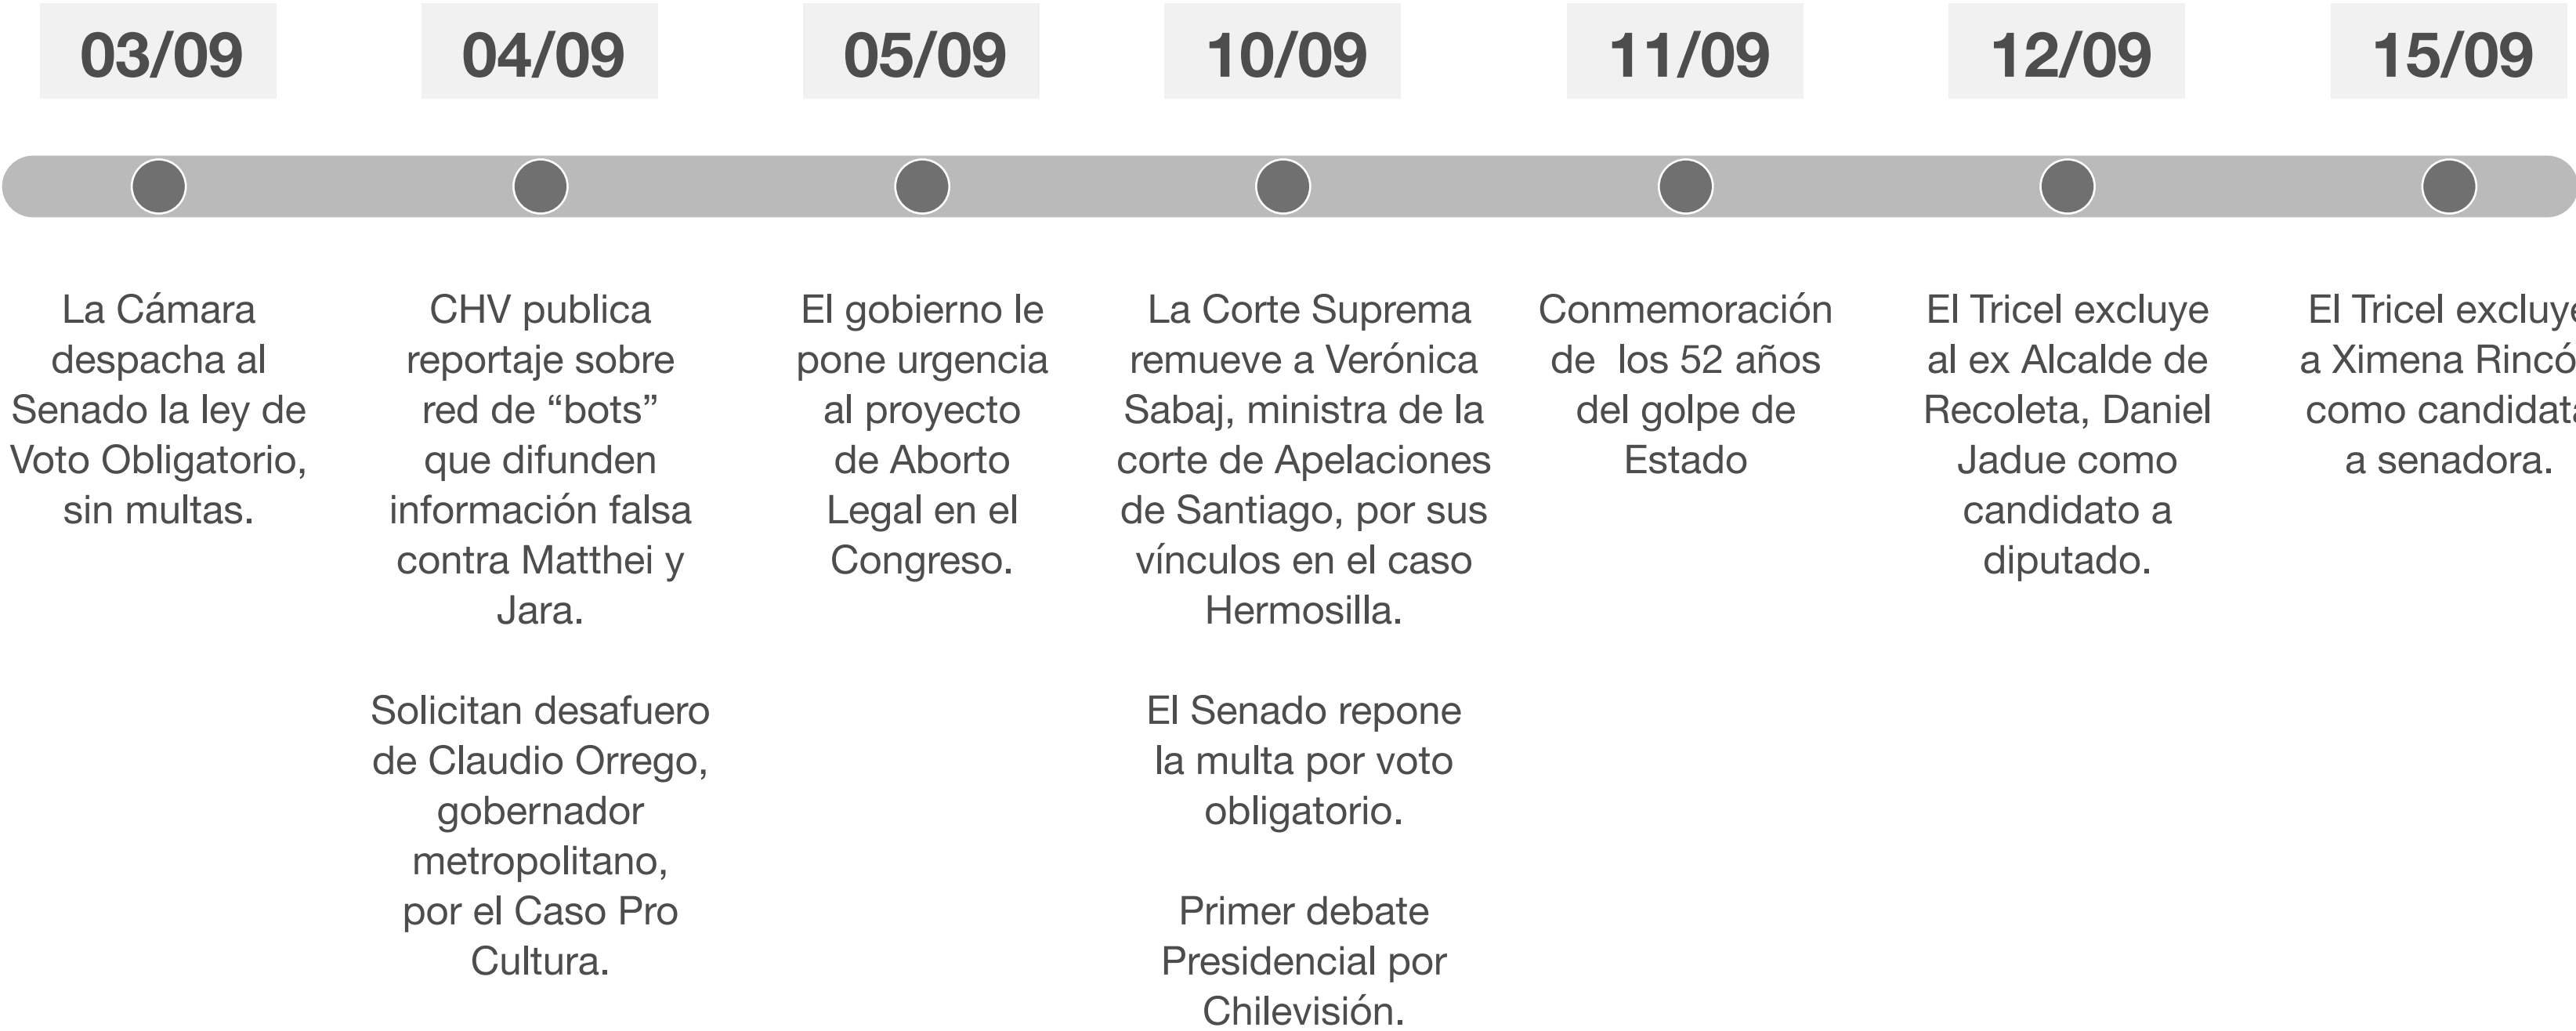 03/09
La Cámara
despacha al
Senado la ley de
Voto Obligatorio,
sin multas.
04/09
CHV publica
reportaje sobre
red de “bots”
que difunden
información falsa
contra Matthei y
Jara.
Solicitan desafuero
de Claudio Orrego,
gobernador
metropolitano,
por el Caso Pro
Cultura.
05/09
El gobierno le
pone urgencia
al proyecto
de Aborto
Legal en el
Congreso.
10/09
La Corte Suprema
remueve a Verónica
Sabaj, ministra de la
corte de Apelaciones
de Santiago, por sus
vínculos en el caso
Hermosilla.
El Senado repone
la multa por voto
obligatorio.
Primer debate
Presidencial por
Chilevisión.
11/09
Conmemoración
de  los 52 años
del golpe de
Estado
12/09
El Tricel excluye
al ex Alcalde de
Recoleta, Daniel
Jadue como
candidato a
diputado.
15/09
El Tricel excluye
a Ximena Rincó
como candidata
a senadora.